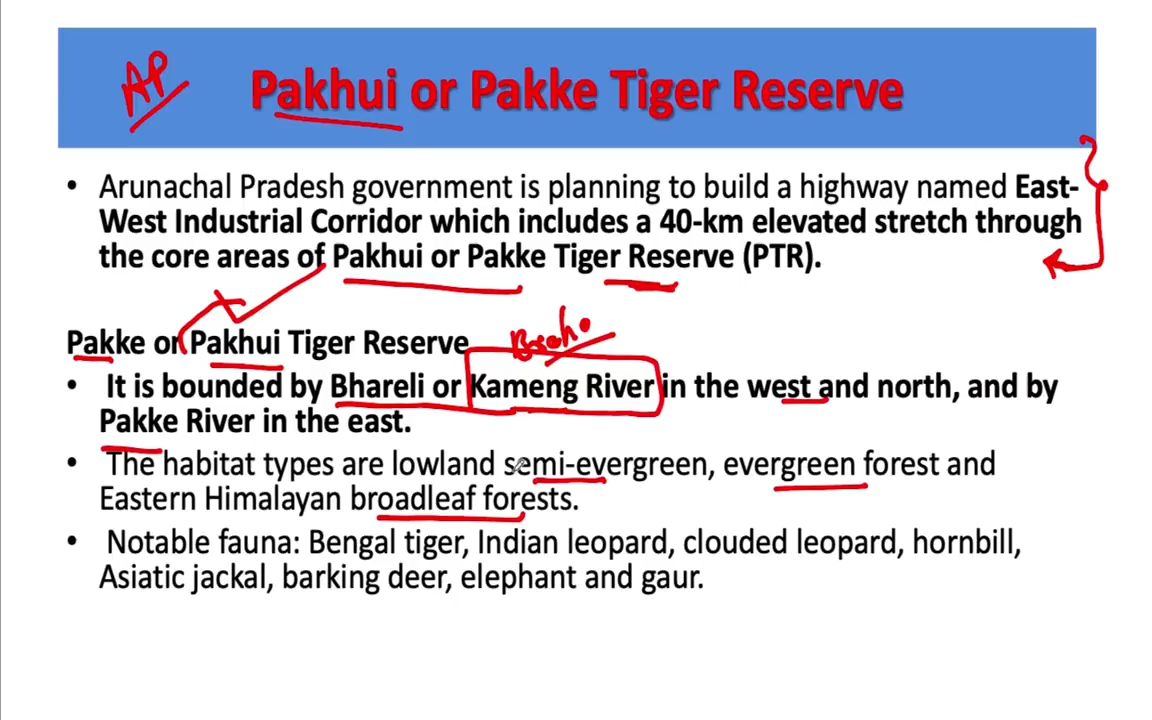 AP
Pakhui or Pakke Tiger Reserve
• Arunachal Pradesh government is planning to build a highway named East-
West Industrial Corridor which includes a 40-km elevated stretch through
the core areas of Pakhui or Pakke Tiger Reserve (PTR).
Pakke or Pakhui Tiger Reserve
• It is bounded by Bhareli or Kameng River in the west and north, and by
Pakke River in the east.
• The habitat types are lowland semi-evergreen, evergreen forest and
Eastern Himalayan broadleaf forests.
• Notable fauna: Bengal tiger, Indian leopard, clouded leopard, hornbill,
Asiatic jackal, barking deer, elephant and gaur.